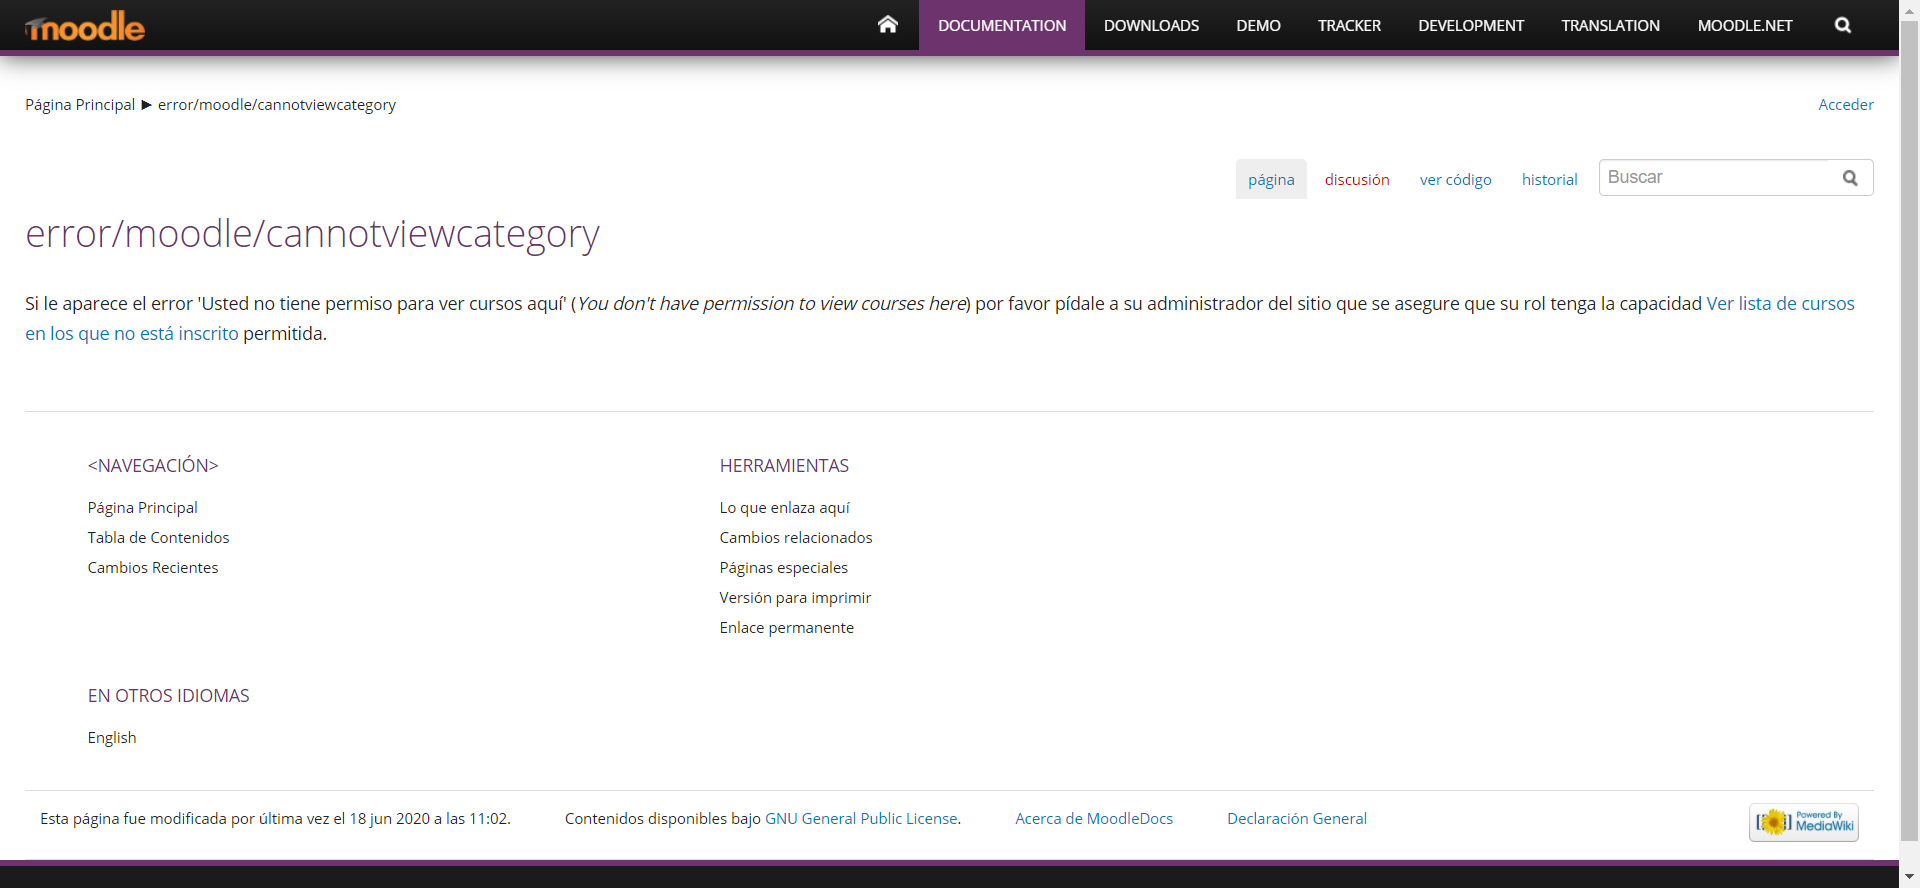 moodle
DOCUMENTATION DOWNLOADS DEMO TRACKER DEVELOPMENT TRANSLATION MOODLE.NET
Página Principal ► error/moodle/cannotviewcategory
Acceder
página discusión ver código historial Buscar
error/moodle/cannotviewcategory
Si le aparece el error 'Usted no tiene permiso para ver cursos aquí' (You don't have permission to view courses here) por favor pídale a su administrador del sitio que se asegure que su rol tenga la capacidad Ver lista de cursos
en los que no está inscrito permitida.
<NAVEGACIÓN>
Página Principal
Tabla de Contenidos
Cambios Recientes
HERRAMIENTAS
Lo que enlaza aquí
Cambios relacionados
Páginas especiales
Versión para imprimir
Enlace permanente
EN OTROS IDIOMAS
English
Esta página fue modificada por última vez el 18 jun 2020 a las 11:02. Contenidos disponibles bajo GNU General Public License. Acerca de MoodleDocs Declaración General
Powered By
MediaWiki